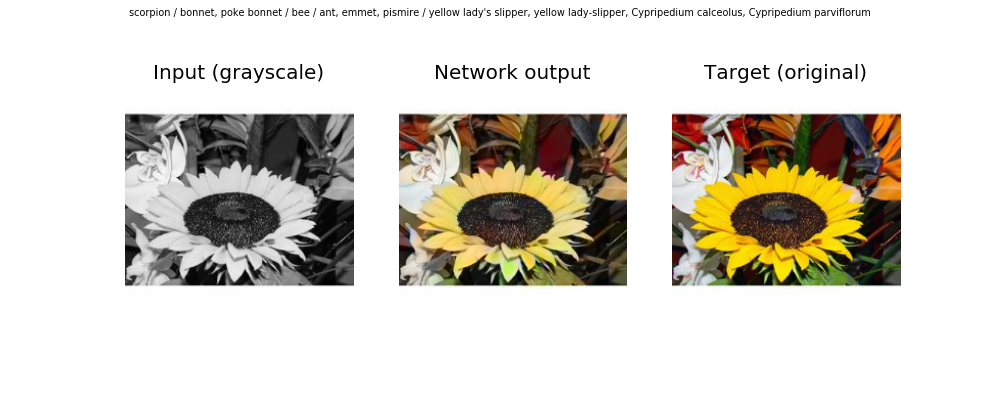 scorpion / bonnet, poke bonnet / bee / ant, emmet, pismire / yellow lady's slipper, yellow lady-slipper, Cypripedium calceolus, Cypripedium parviflorum
Input (grayscale) Network output Target (original)